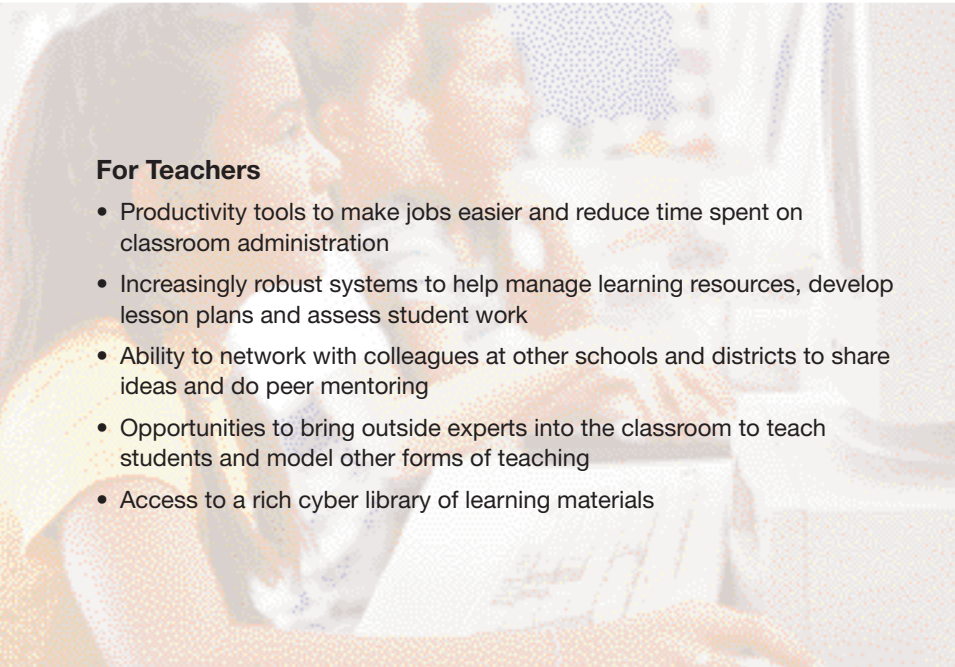 For Teachers
• Productivity tools to make jobs easier and reduce time spent on
classroom administration
• Increasingly robust systems to help manage learning resources, develop
lesson plans and assess student work
• Ability to network with colleagues at other schools and districts to share
ideas and do peer mentoring
• Opportunities to bring outside experts into the classroom to teach
students and model other forms of teaching
• Access to a rich cyber library of learning materials